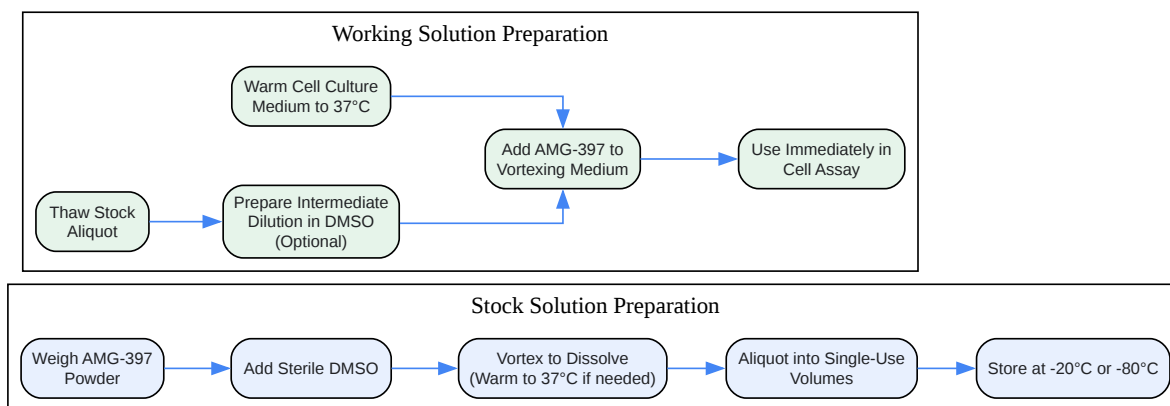 Working Solution Preparation
Warm Cell Culture
Medium to 37°C
Add AMG-397 to
Vortexing Medium
Use Immediately in
Cell Assay
Thaw Stock
Aliquot
Prepare Intermediate
Dilution in DMSO
(Optional)
Stock Solution Preparation
Weigh AMG-397
Powder
Add Sterile DMSO
Vortex to Dissolve
(Warm to 37°C if needed)
Aliquot into Single-Use
Volumes
Store at -20°C or -80°C